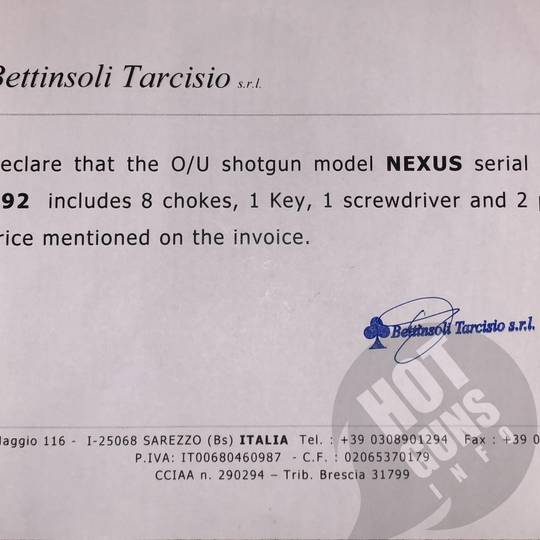 Bettinsoli Tarcisio s.r.l.
eclare that the O/U shotgun model NEXUS serial
92 includes 8 chokes, 1 Key, 1 screwdriver and 2
rice mentioned on the invoice.
Bettinsoli Tarcisio s.r.l.
HOT
GUNS
INFO
aggio 116 - I-25068 SAREZZO (Bs) ITALIA Tel. : +39 0308901294 Fax : +39 0
P.IVA: IT00680460987 - C.F. : 02065370179
CCIAA n. 290294 – Trib. Brescia 31799